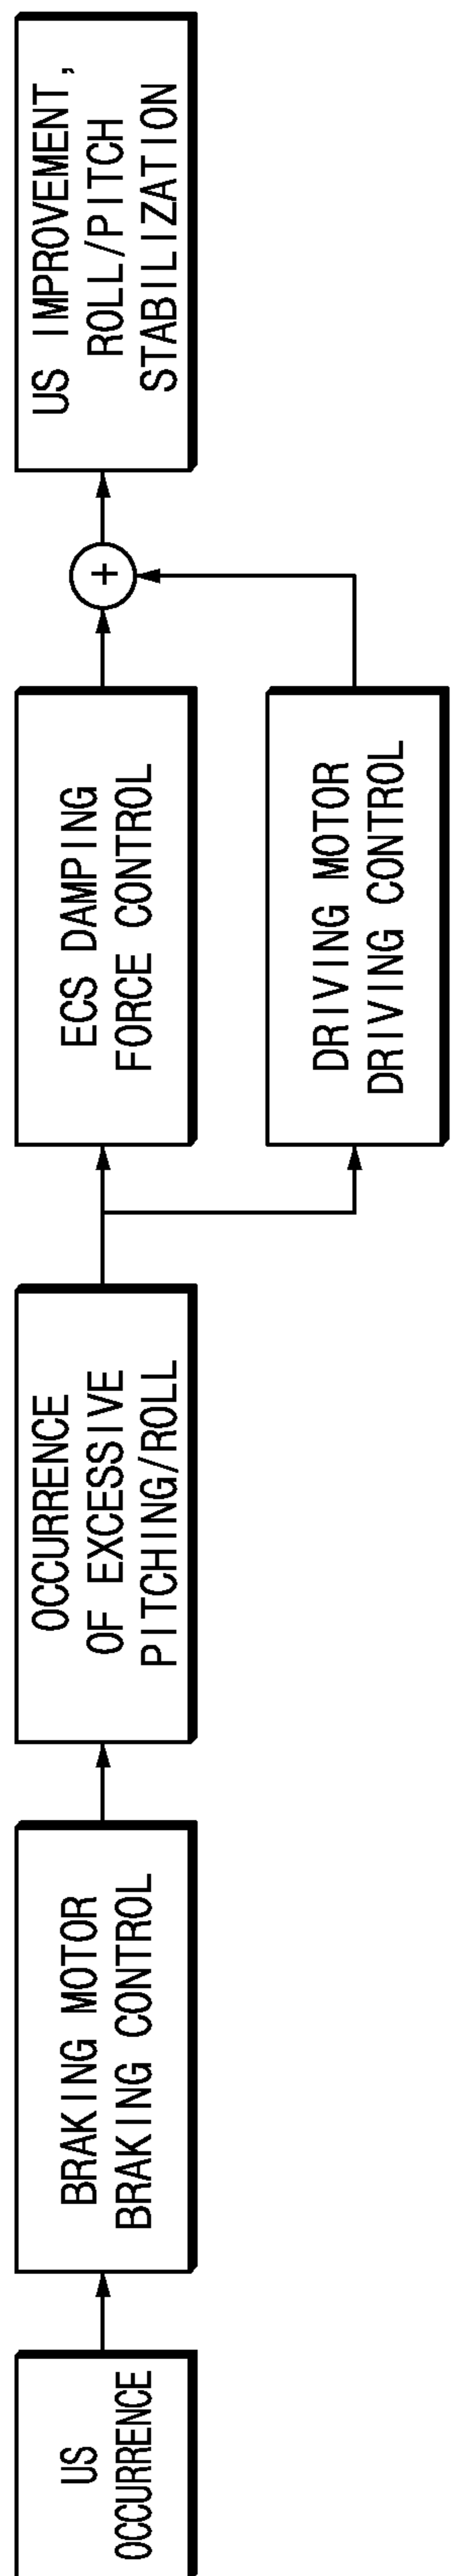 US
OCCURRENCE
BRAKING MOTOR
BRAKING CONTROL
OCCURRENCE
OF EXCESSIVE
PITCHING/ROLL
ECS DAMPING
FORCE CONTROL
DRIVING MOTOR
DRIVING CONTROL
+
US IMPROVEMENT,
ROLL/PITCH
STABILIZATION